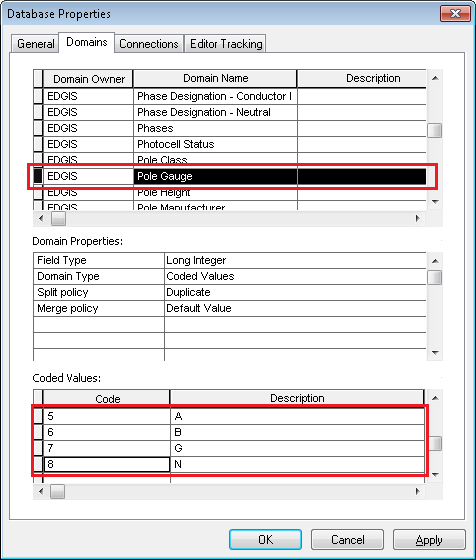 Database Properties
General Domains Connections Editor Tracking
Domain Owner Domain Name Description
EDGIS Phase Designation - Conductor I
EDGIS Phase Designation - Neutral
EDGIS Phases
EDGIS Photocell Status
EDGIS Pole Class
EDGIS Pole Gauge
EDGIS Pole Height
EDGIS Pole Manufacturer
Domain Properties:
Field Type Long Integer
Domain Type Coded Values
Split policy Duplicate
Merge policy Default Value
Coded Values:
Code Description
5 A
6 B
7 G
8 N
OK Cancel Apply